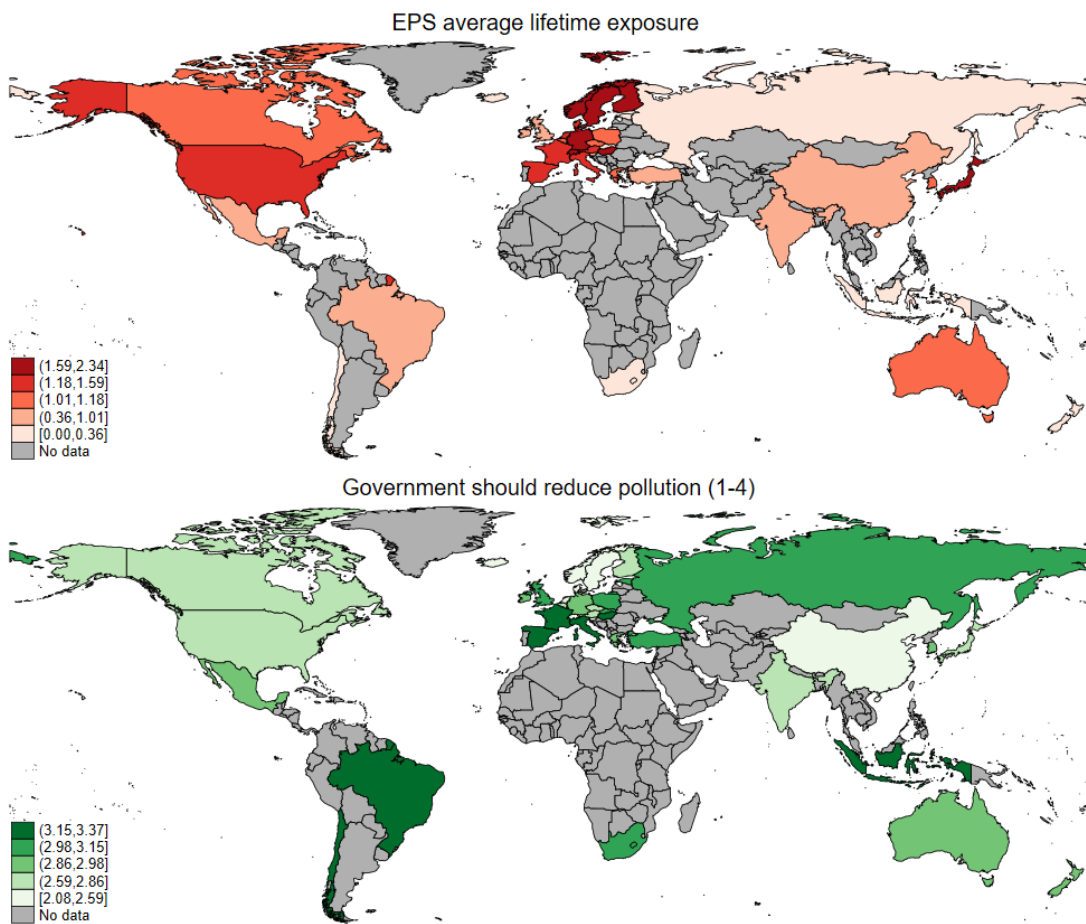 EPS average lifetime exposure
(1.59,2.34]
(1.18,1.59]
(1.01,1.18]
(0.36,1.01]
[0.00,0.36]
No data
Government should reduce pollution (1-4)
(3.15,3.37]
(2.98,3.15]
(2.86,2.98]
(2.59,2.86]
[2.08,2.59]
No data